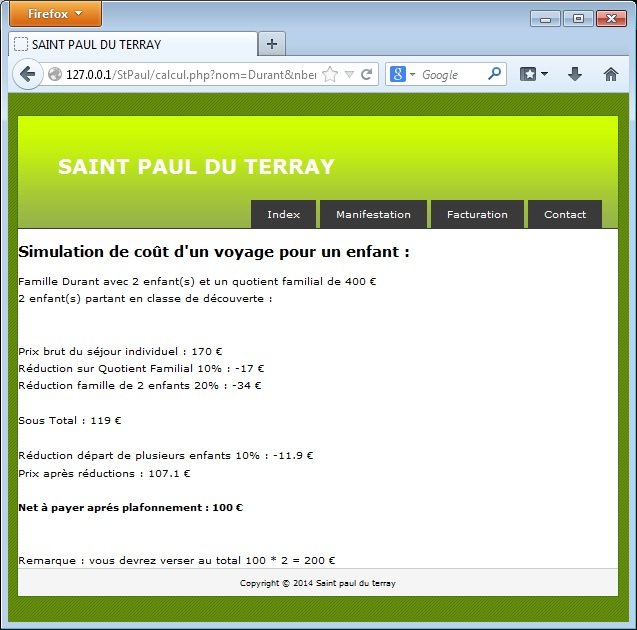 Firefox
SAINT PAUL DU TERRAY
127.0.0.1/StPaul/calcul.php?nom=Durant&nber
Google
SAINT PAUL DU TERRAY
Index Manifestation Facturation Contact
Simulation de coût d'un voyage pour un enfant :
Famille Durant avec 2 enfant(s) et un quotient familial de 400 €
2 enfant(s) partant en classe de découverte :
Prix brut du séjour individuel : 170 €
Réduction sur Quotient Familial 10% : -17 €
Réduction famille de 2 enfants 20% : -34 €
Sous Total : 119 €
Réduction départ de plusieurs enfants 10% : -11.9 €
Prix après réductions : 107.1 €
Net à payer aprés plafonnement : 100 €
Remarque : vous devrez verser au total 100 * 2 = 200 €
Copyright © 2014 Saint paul du terray